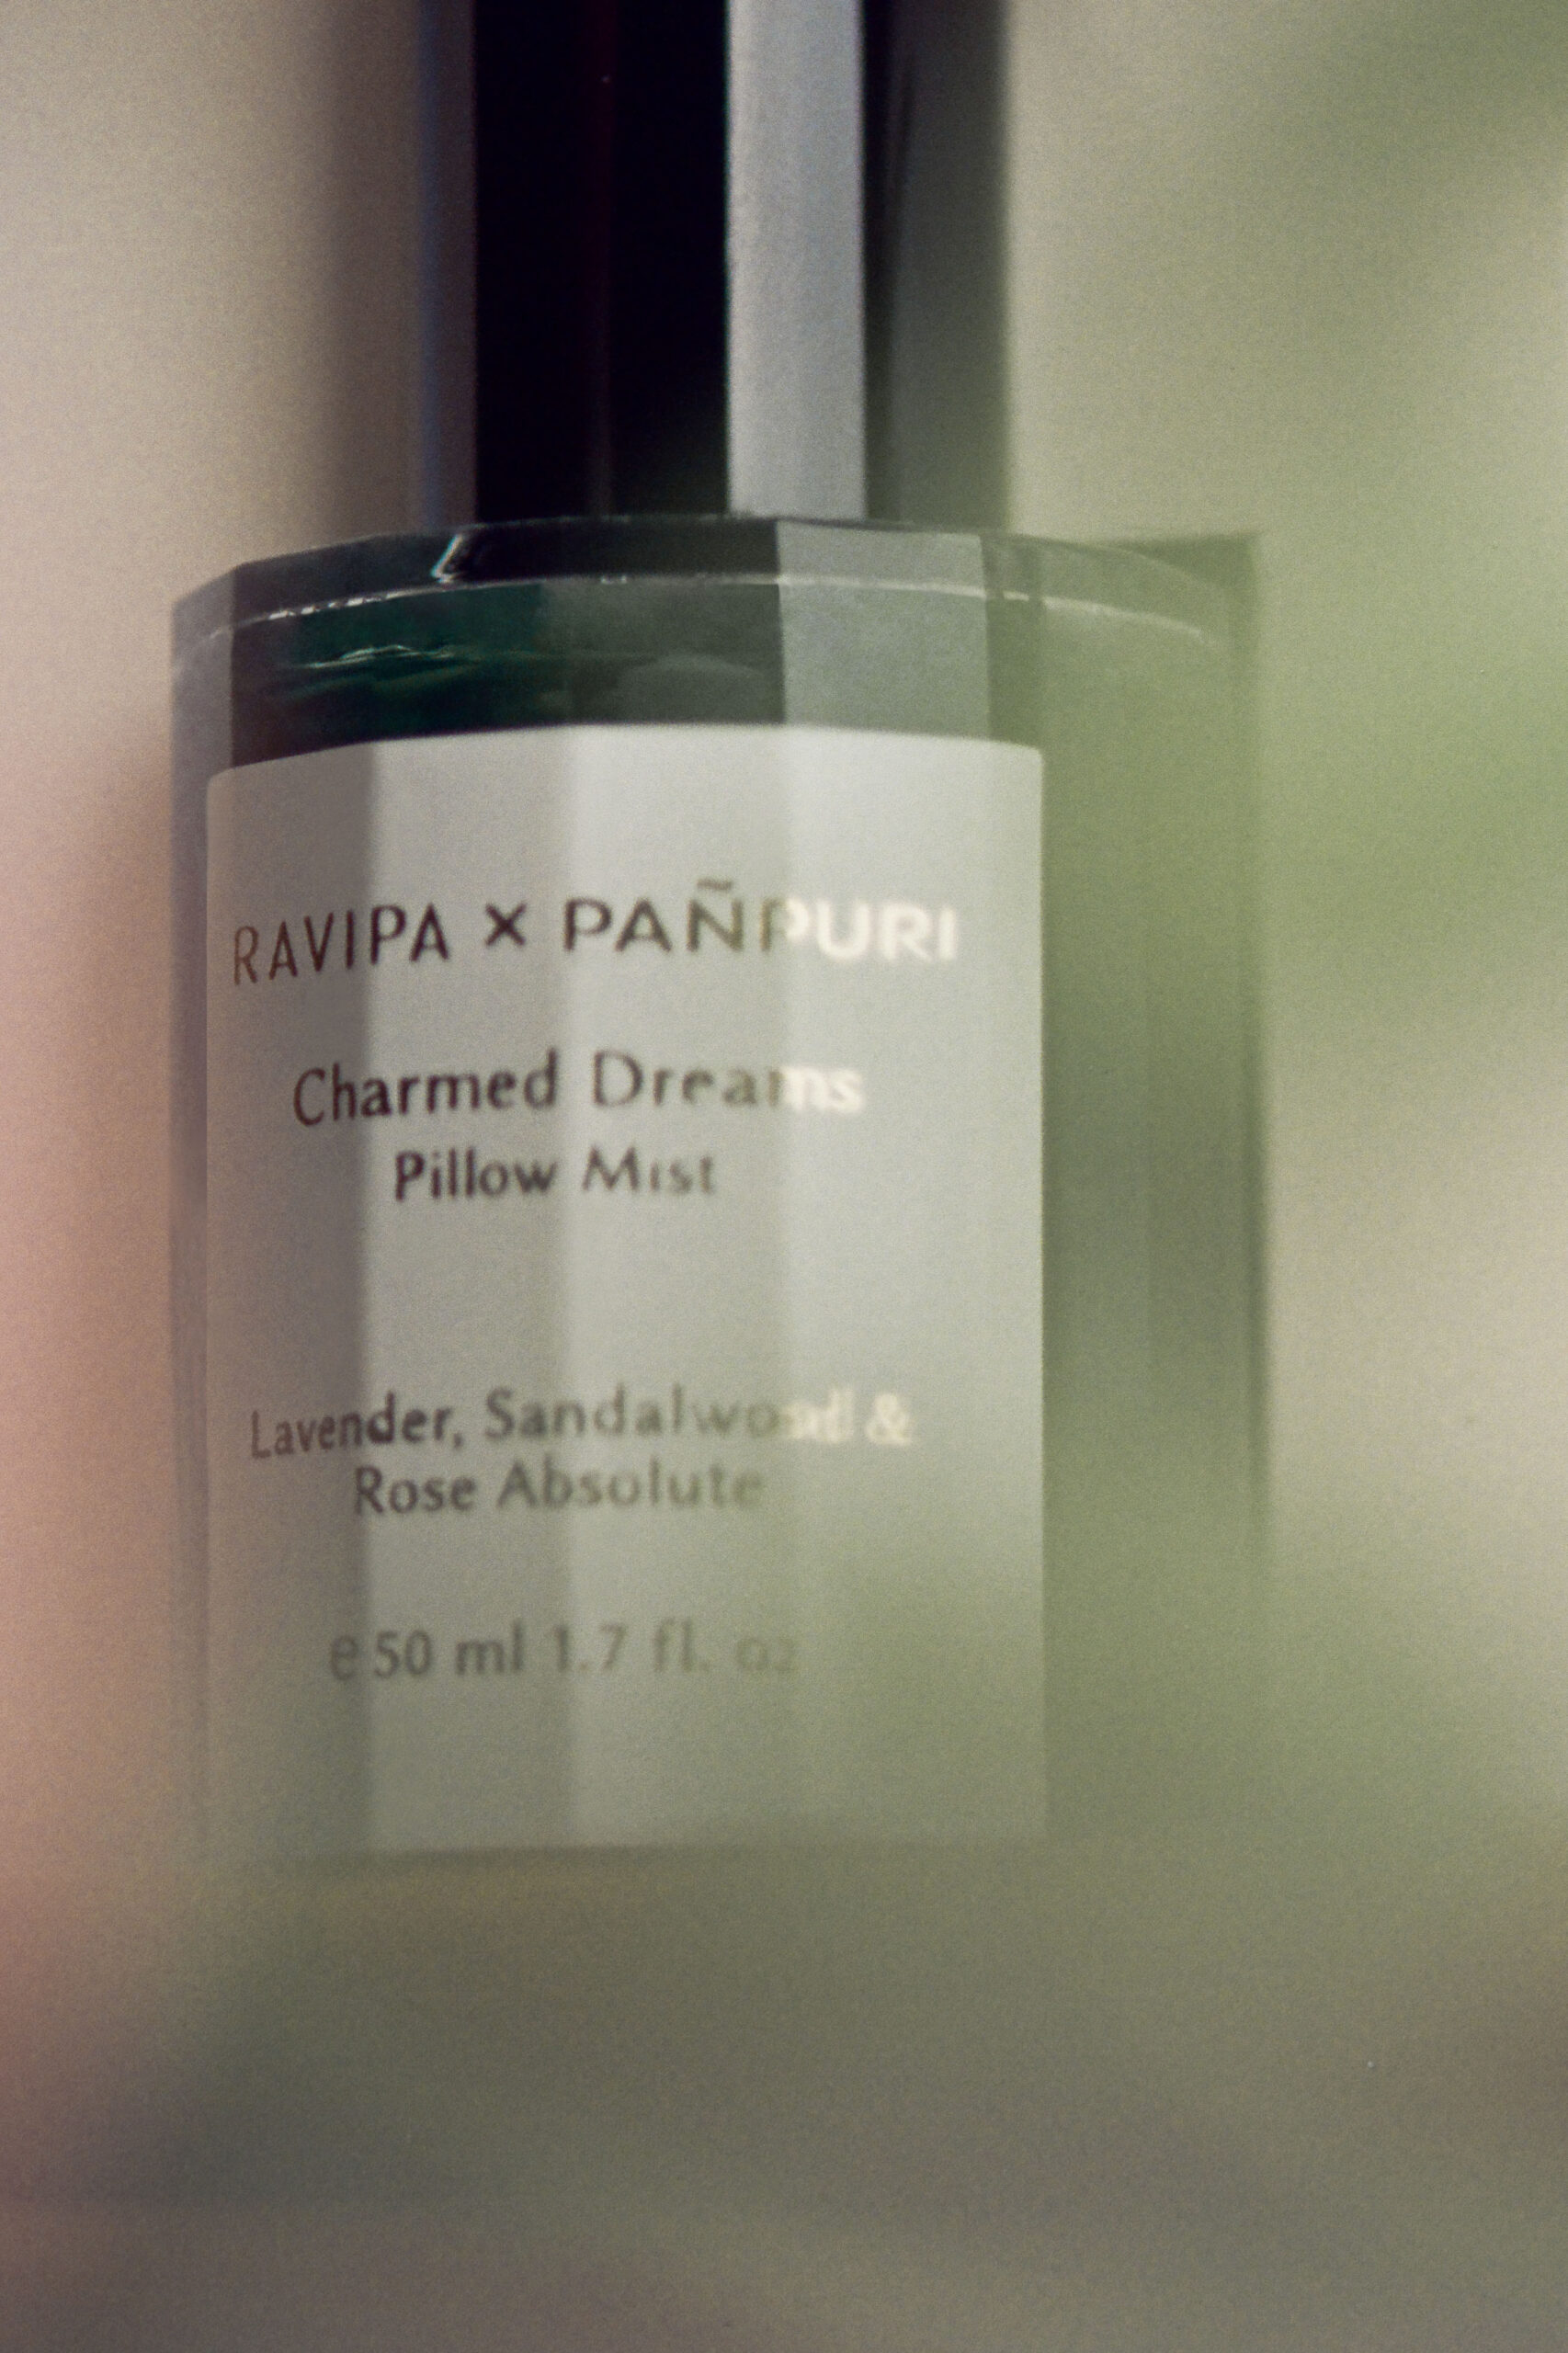 RAVIPA × PAÑPURI
Charmed Dreams
Pillow Mist
Lavender, Sandalwood &
Rose Absolute
℮ 50 ml 1.7 fl. oz